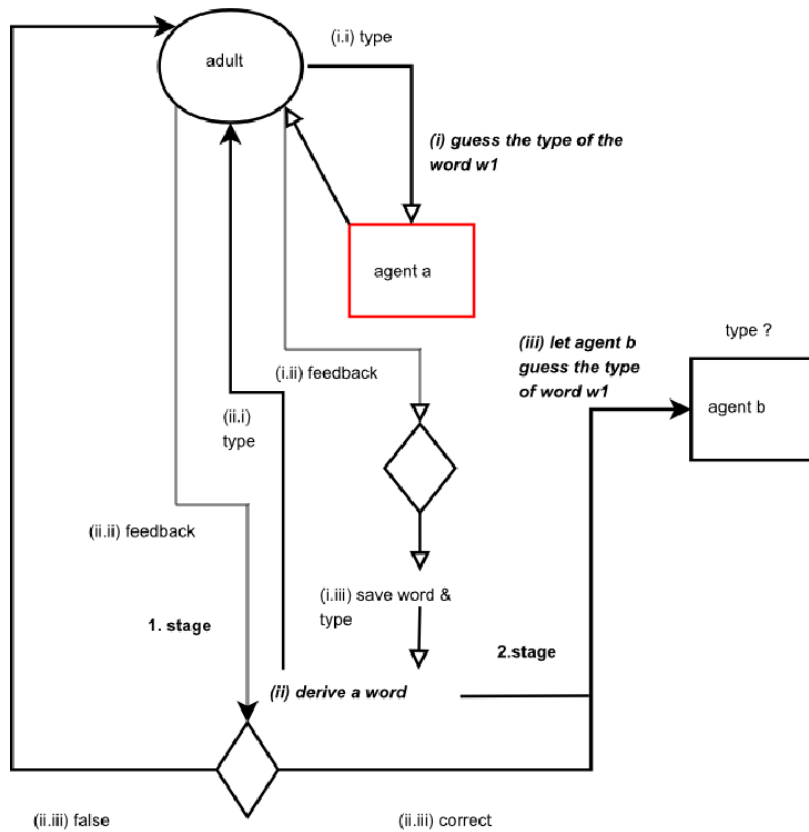 (i.i) type
adult
(i) guess the type of the
word w1
agent a
type ?
(iii) let agent b
guess the type
of word w1
(i.ii) feedback
agent b
(ii.i)
type
(ii.ii) feedback
(i.iii) save word &
type
1. stage
2.stage
(ii) derive a word
(ii.iii) false
(ii.iii) correct